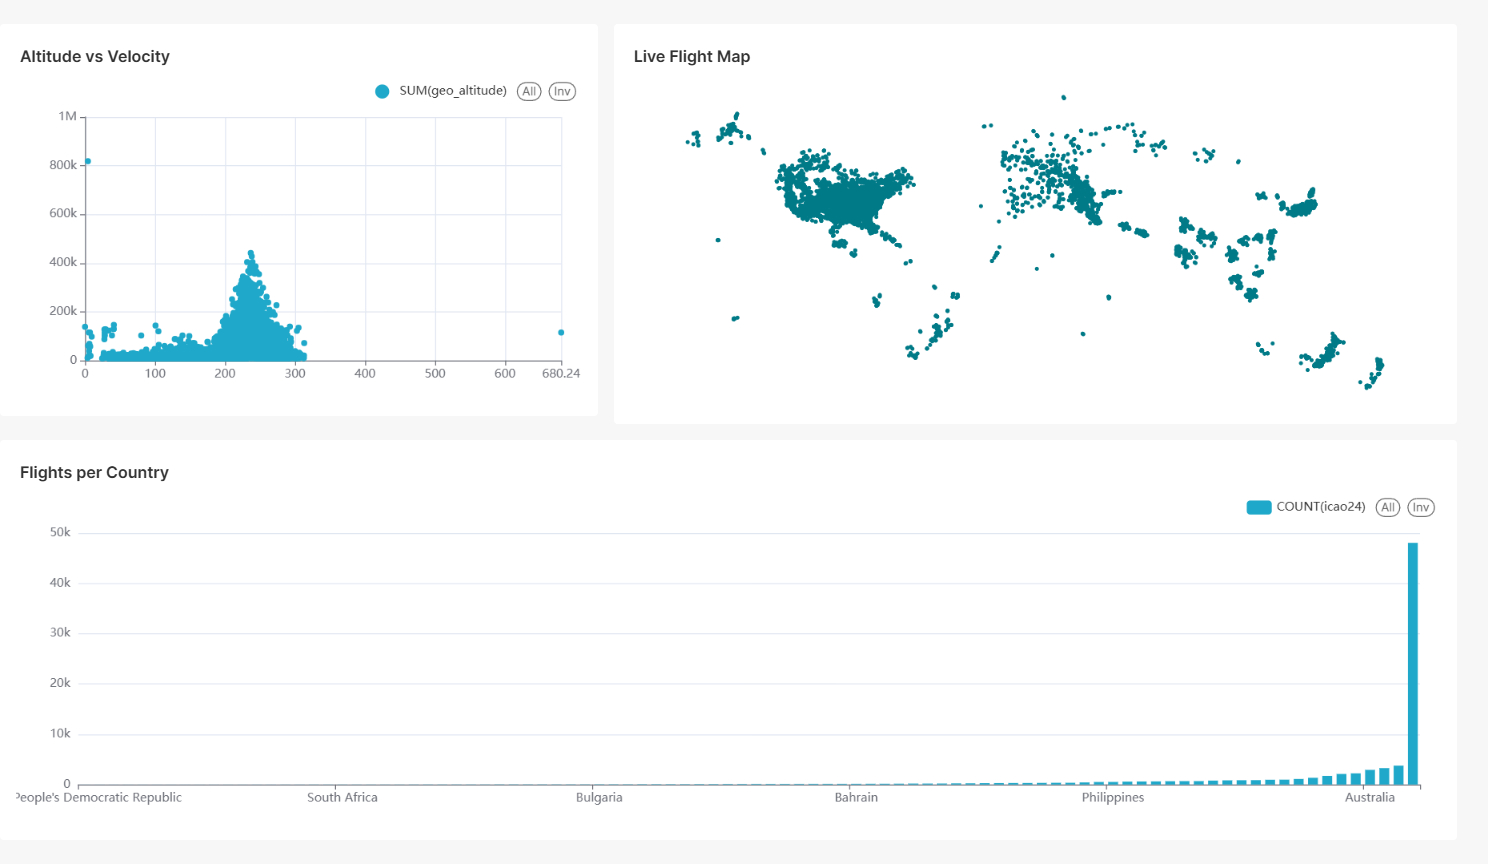 Altitude vs Velocity
SUM(geo_altitude) All Inv
1M
800k
600k
400k
200k
0
0 100 200 300 400 500 600 680.24
Live Flight Map
Flights per Country
COUNT(icao24) All Inv
50k
40k
30k
20k
10k
0
People's Democratic Republic South Africa Bulgaria Bahrain Philippines Australia